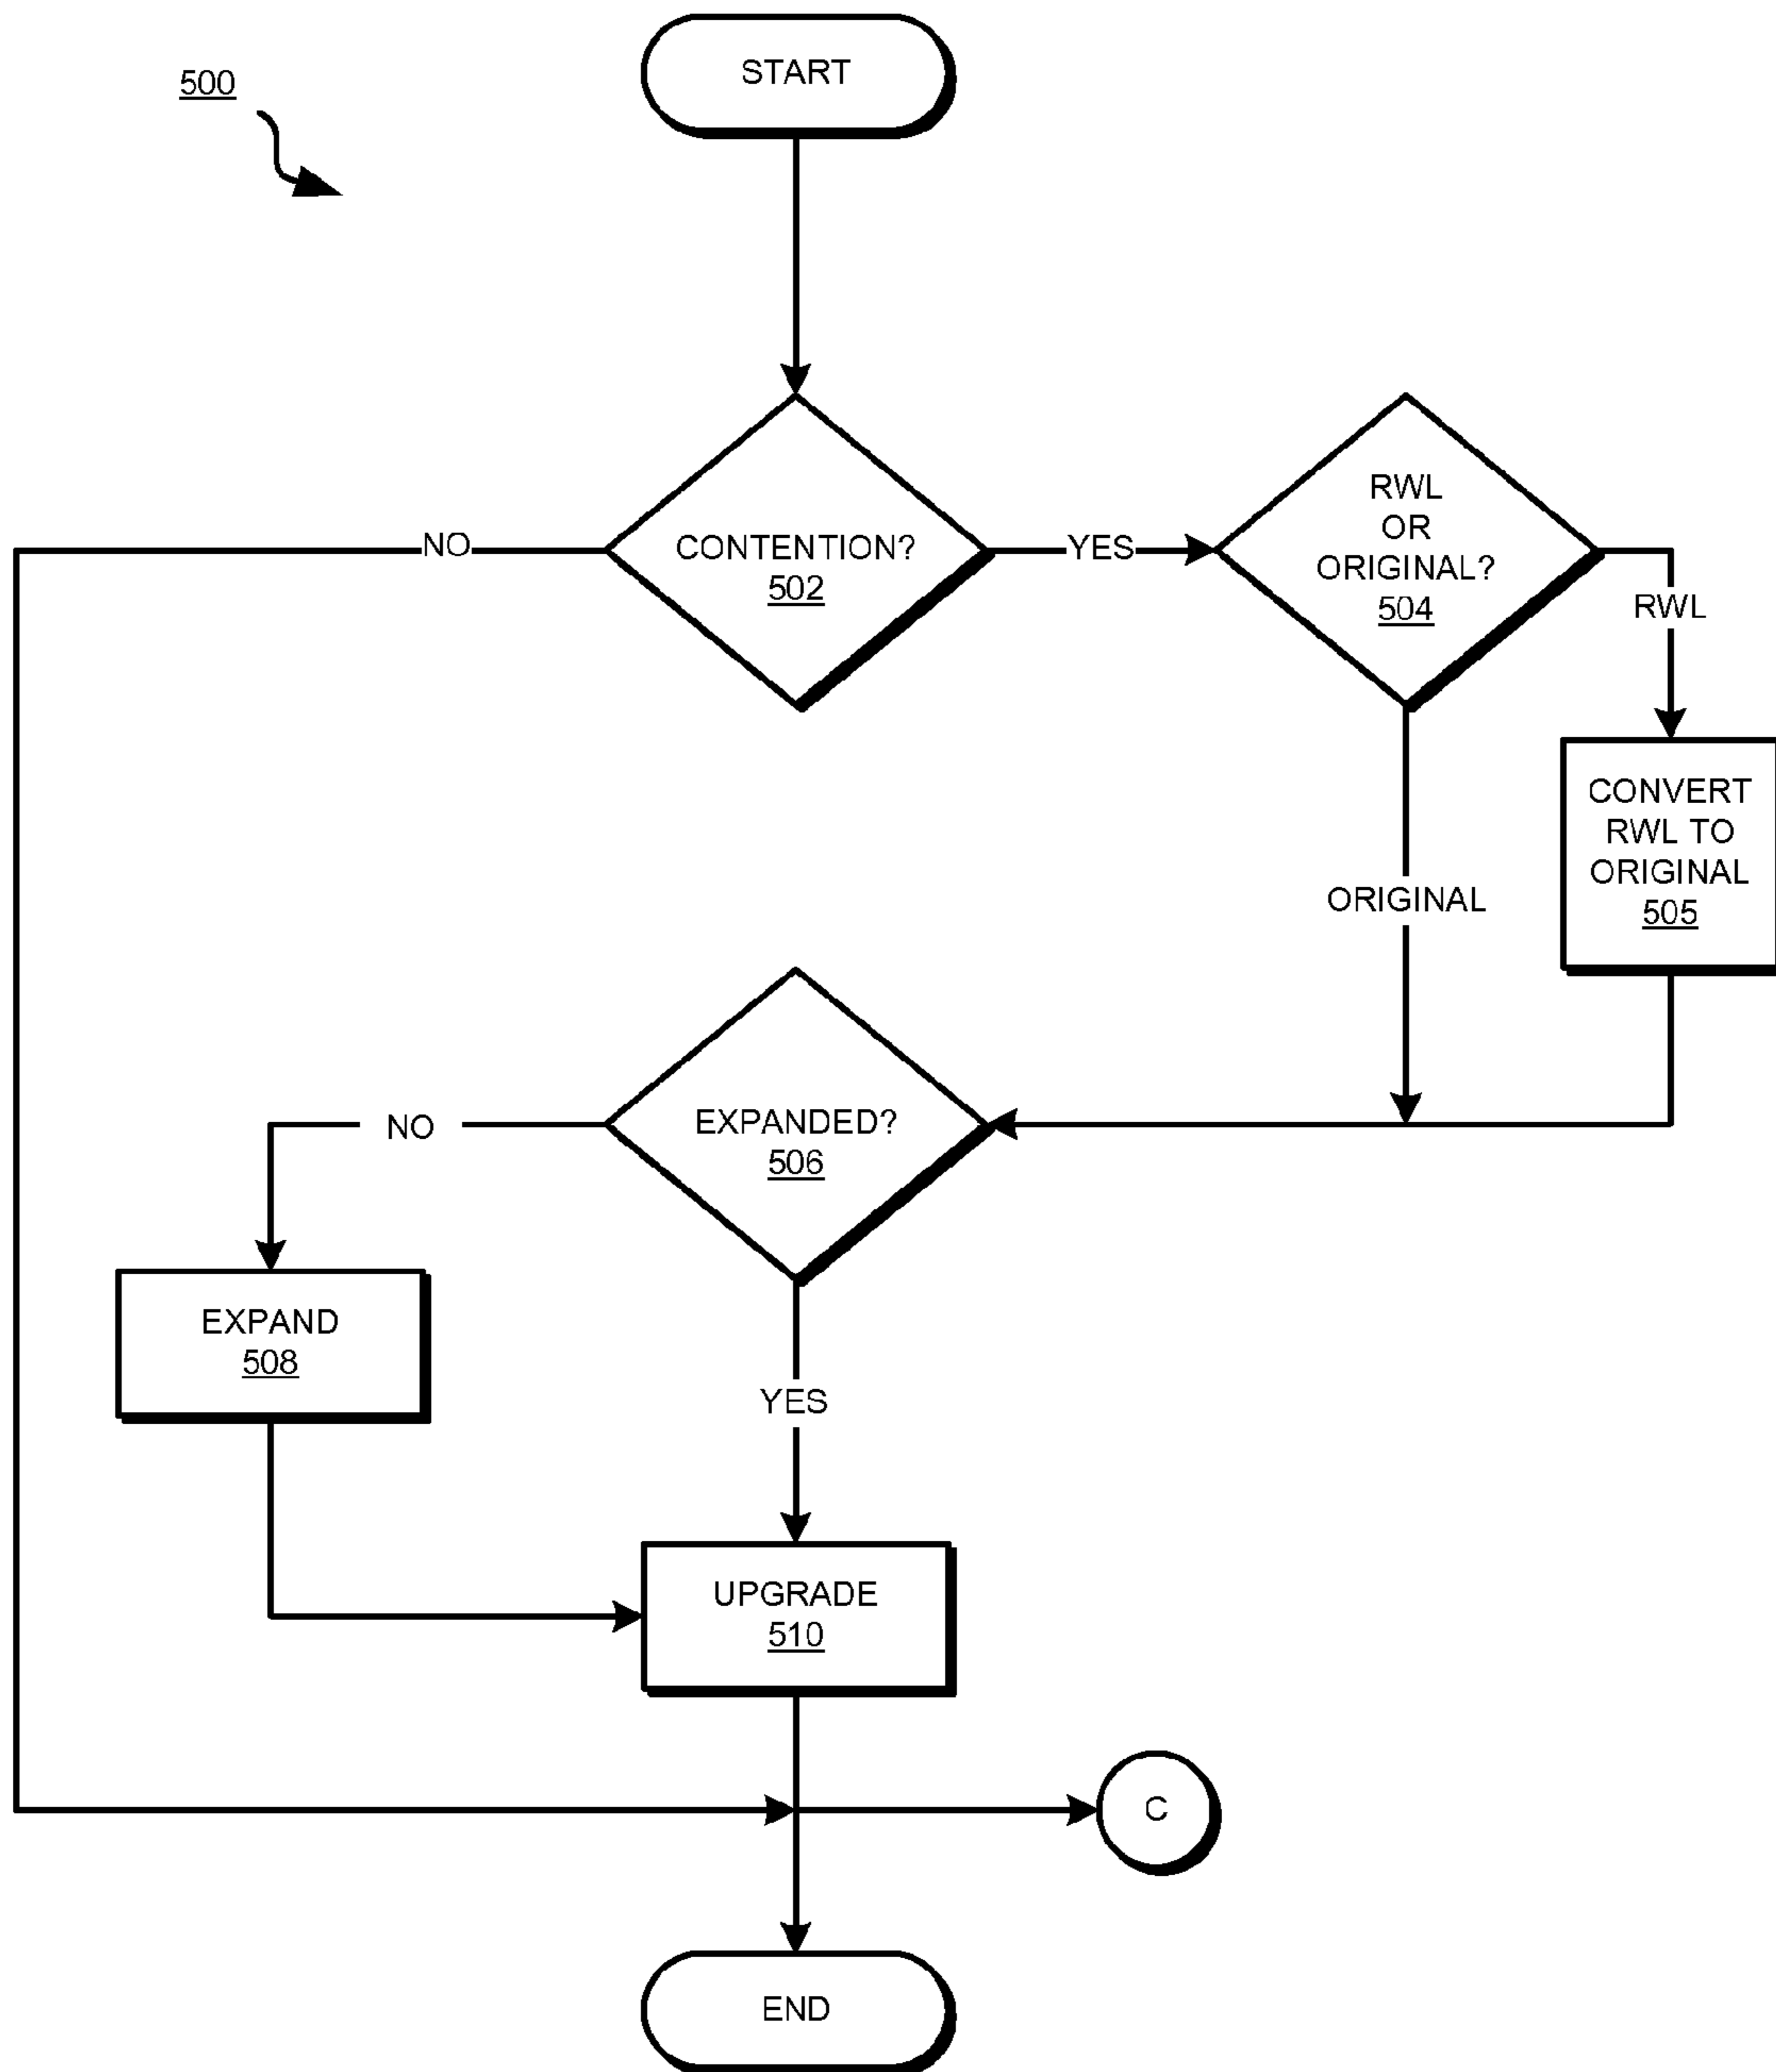 500
START
CONTENTION?
502
NO
YES
RWL
OR
ORIGINAL?
504
RWL
CONVERT
RWL TO
ORIGINAL
505
ORIGINAL
EXPANDED?
506
NO
EXPAND
508
YES
UPGRADE
510
C
END